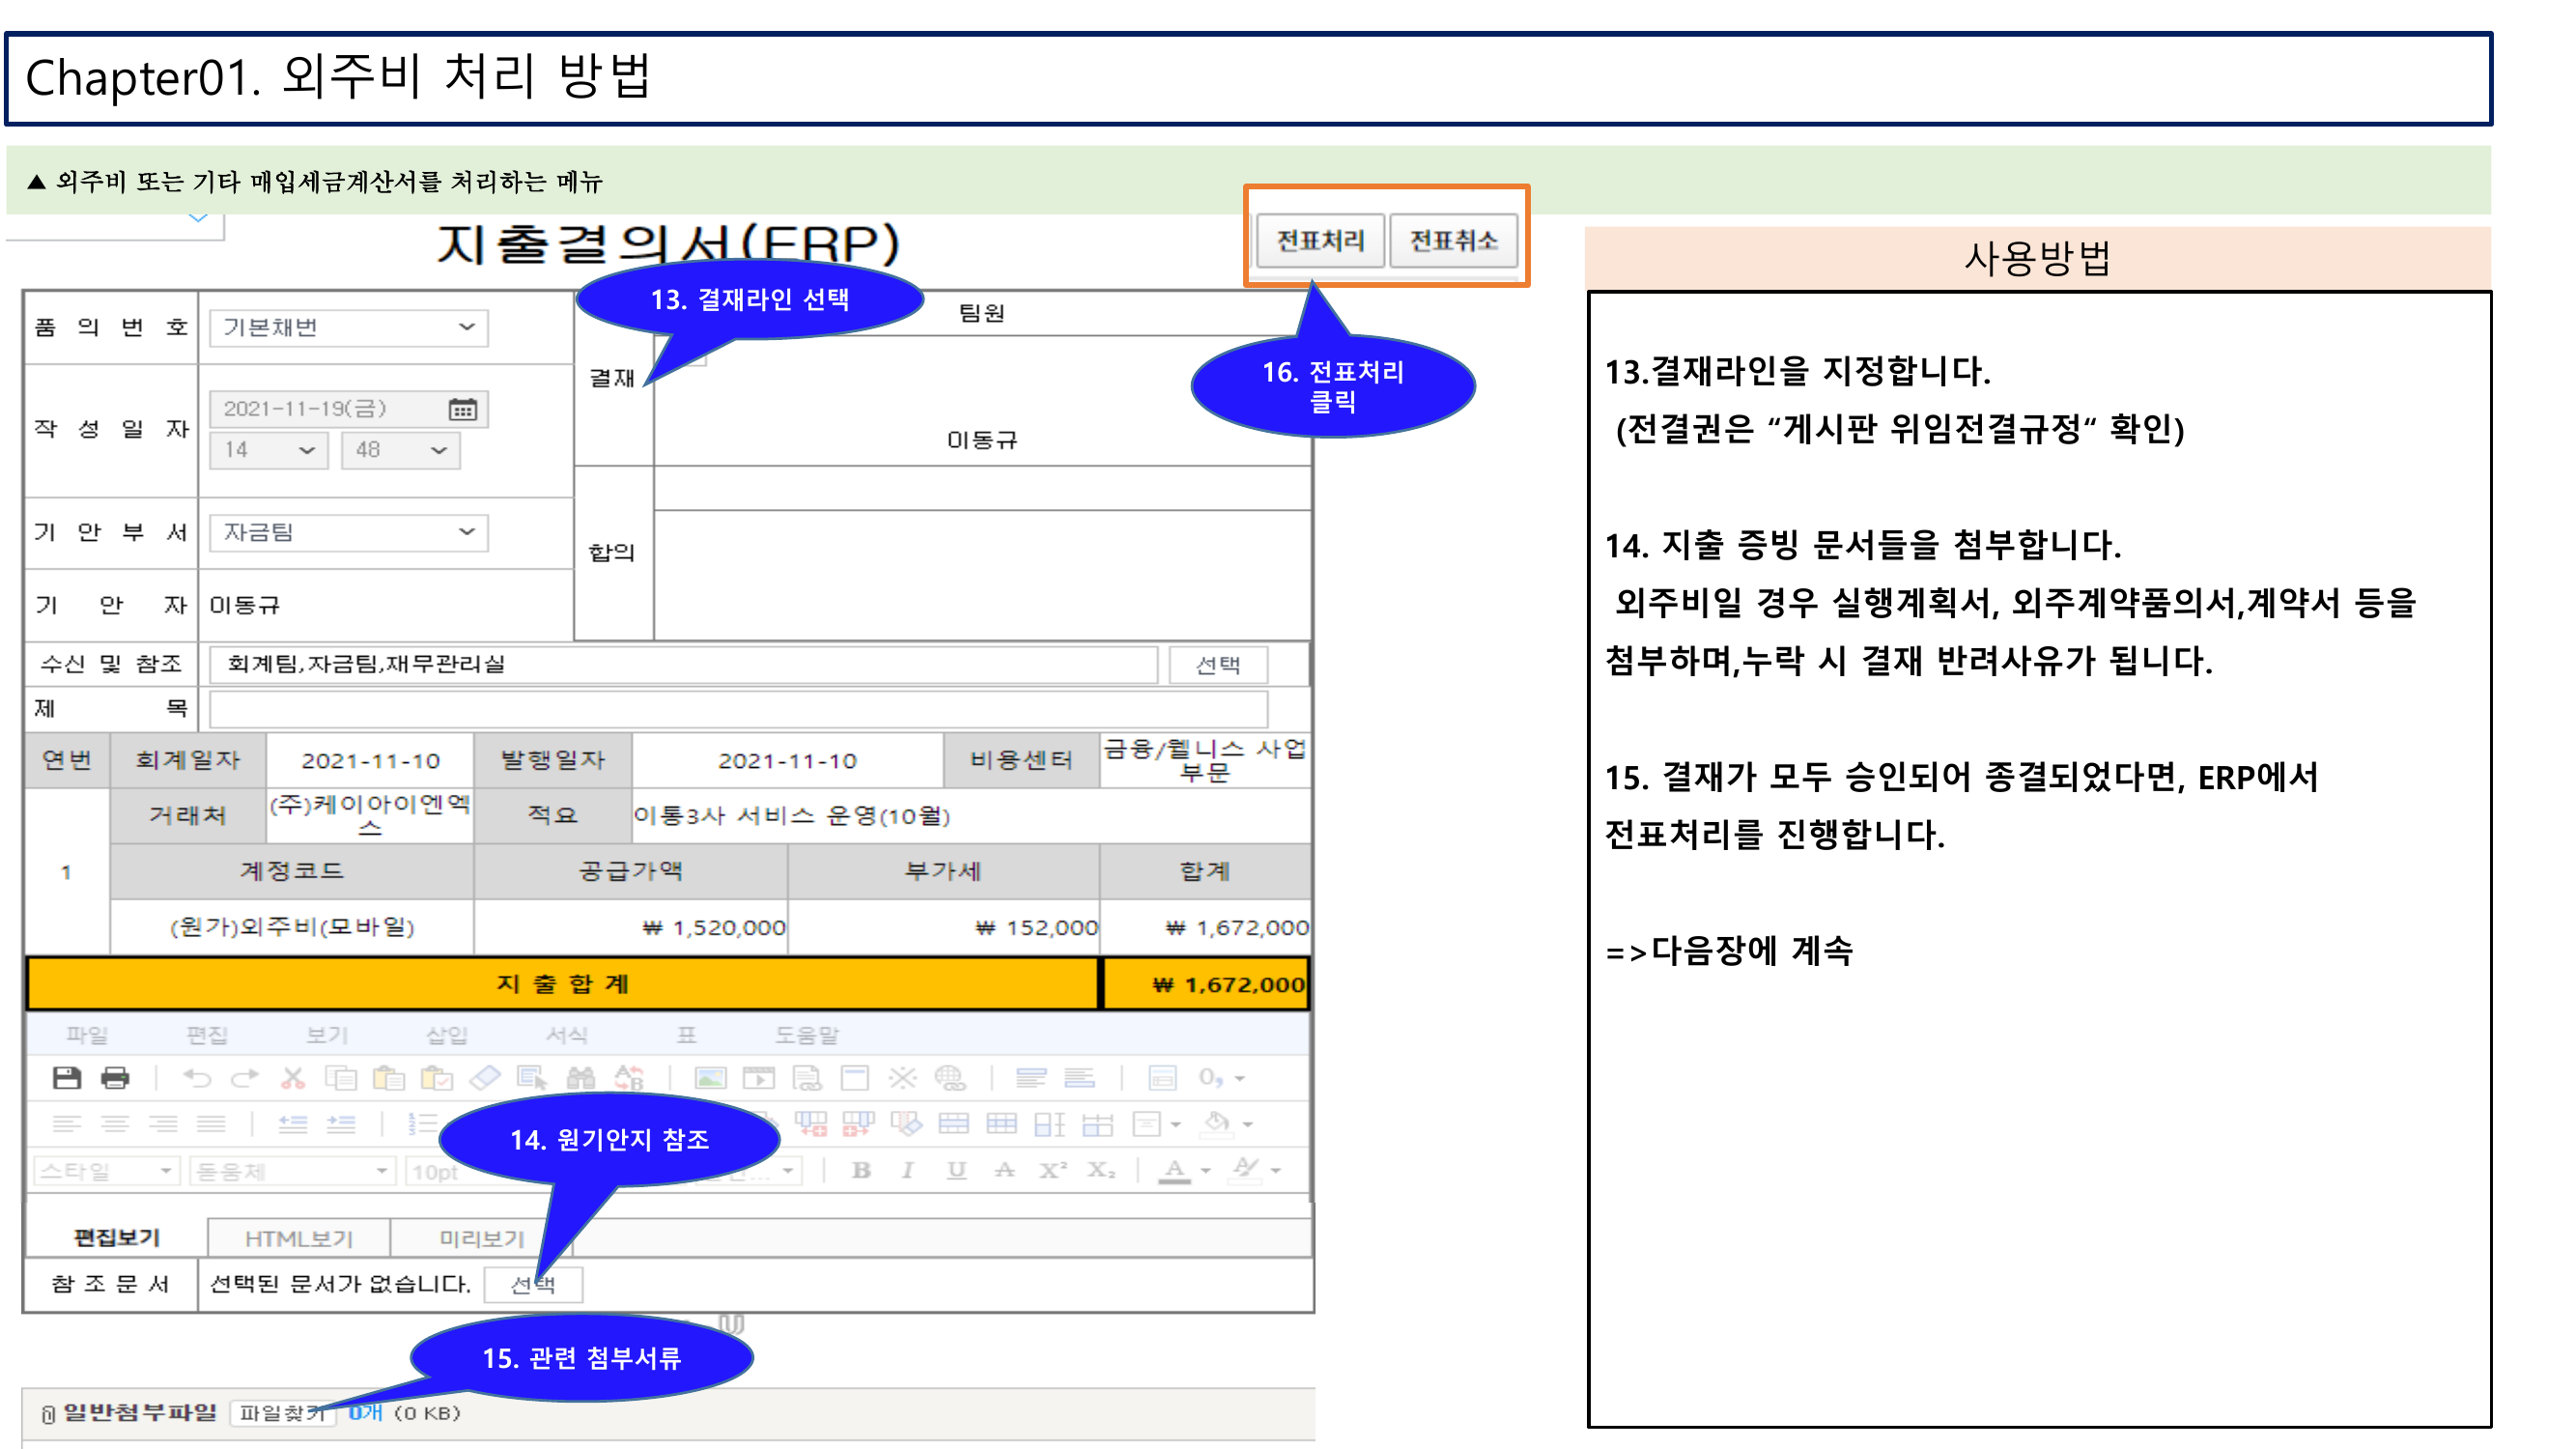 Chapter01. 외주비 처리 방법
▲ 외주비 또는 기타 매입세금계산서를 처리하는 메뉴
지출결의서(ERP)
전표처리 전표취소
13. 결재라인 선택
16. 전표처리
클릭
품 의 번 호 기본채번
결재
팀원
이동규
작 성 일 자 2021-11-19(금)
14 48
기 안 부 서 자금팀
합의
기 안 자 이동규
수신 및 참조 회계팀,자금팀,재무관리실 선택
제 목
연번 회계일자 2021-11-10 발행일자 2021-11-10 비용센터 금융/웰니스 사업
부문
거래처 (주)케이아이엔엑
스
적요 이통3사 서비스 운영(10월)
1 계정코드 공급가액 부가세 합계
(원가)외주비(모바일) ₩ 1,520,000 ₩ 152,000 ₩ 1,672,000
지 출 합 계 ₩ 1,672,000
파일 편집 보기 삽입 서식 표 도움말
스타일 돋움체 10pt
B I U A X² X₂ A
14. 원기안지 참조
편집보기 HTML보기 미리보기
참 조 문 서 선택된 문서가 없습니다. 선택
15. 관련 첨부서류
일반첨부파일 파일찾기 0개 (0 KB)
사용방법
13.결재라인을 지정합니다.
(전결권은 “게시판 위임전결규정“ 확인)
14. 지출 증빙 문서들을 첨부합니다.
외주비일 경우 실행계획서, 외주계약품의서,계약서 등을
첨부하며,누락 시 결재 반려사유가 됩니다.
15. 결재가 모두 승인되어 종결되었다면, ERP에서
전표처리를 진행합니다.
=>다음장에 계속